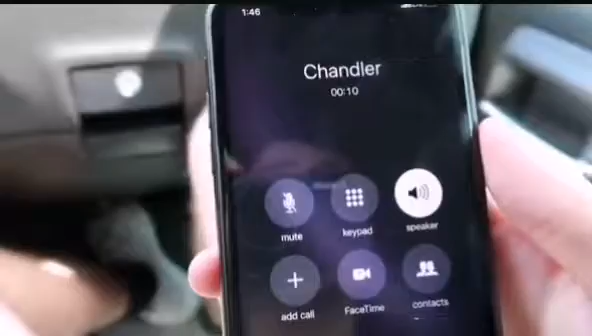 1:46
Chandler
00:10
mute
keypad
speaker
add call
FaceTime
contacts